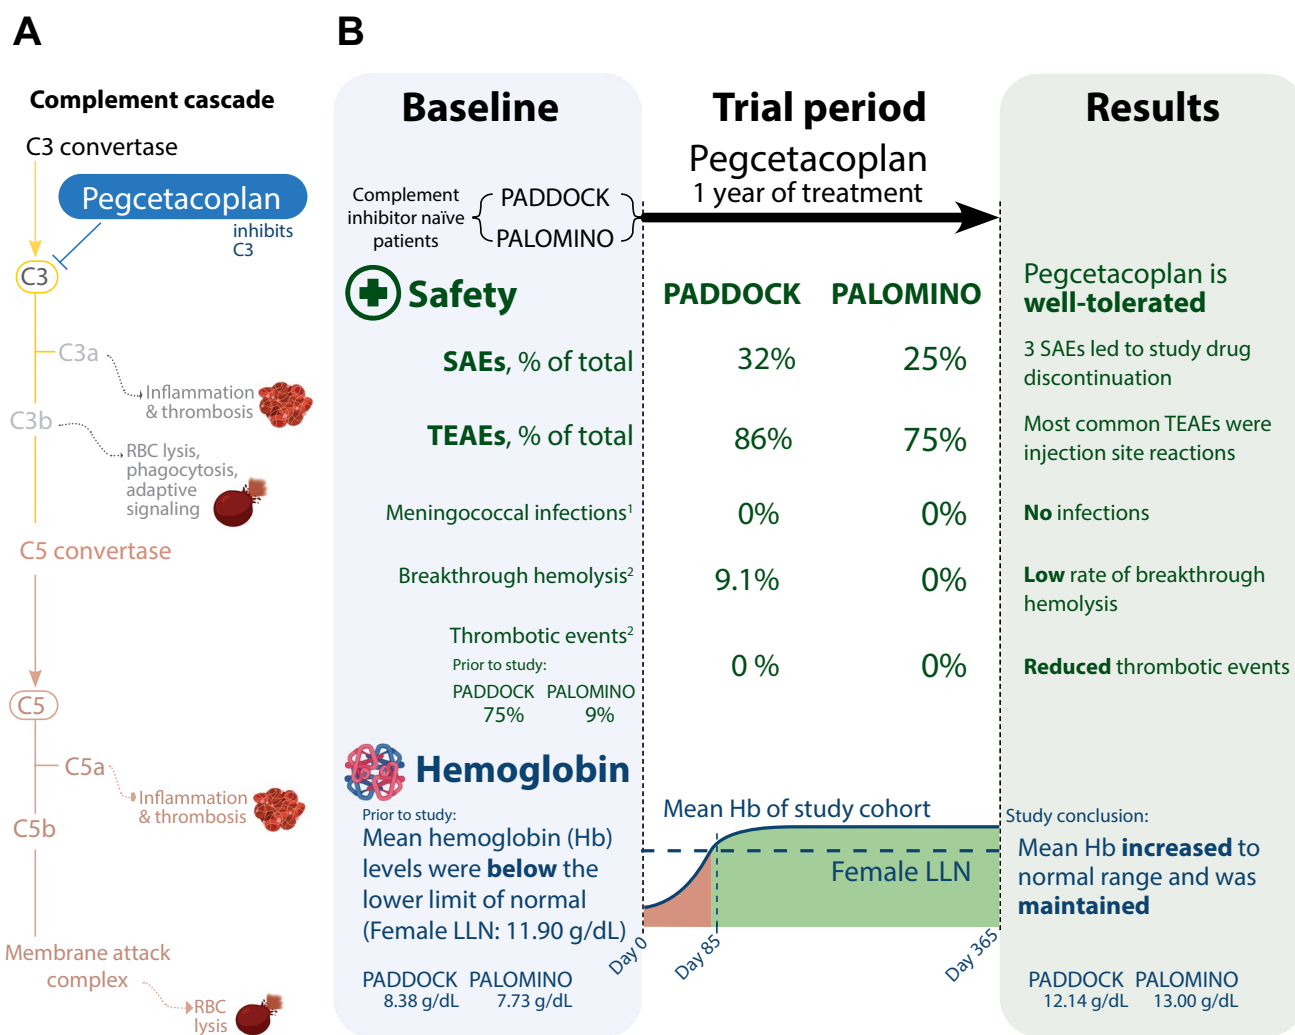 A
Complement cascade
C3 convertase
Pegcetacoplan
inhibits
C3
C3
C3a
Inflammation
& thrombosis
C3b
RBC lysis,
phagocytosis,
adaptive
signaling
C5 convertase
C5
C5a
Inflammation
& thrombosis
C5b
Membrane attack
complex
RBC
lysis
B
Baseline
Trial period
Results
Pegcetacoplan
1 year of treatment
Complement
inhibitor naïve
patients
PADDOCK
PALOMINO
Safety
PADDOCK PALOMINO
Pegcetacoplan is
well-tolerated
SAEs, % of total
32% 25%
3 SAEs led to study drug
discontinuation
TEAEs, % of total
86% 75%
Most common TEAEs were
injection site reactions
Meningococcal infections¹
0% 0%
No infections
Breakthrough hemolysis²
9.1% 0%
Low rate of breakthrough
hemolysis
Thrombotic events²
Prior to study:
PADDOCK PALOMINO
75% 9%
0 % 0%
Reduced thrombotic events
Hemoglobin
Prior to study:
Mean hemoglobin (Hb)
levels were below the
lower limit of normal
(Female LLN: 11.90 g/dL)
PADDOCK PALOMINO
8.38 g/dL 7.73 g/dL
Mean Hb of study cohort
Female LLN
Day 0
Day 85
Day 365
Study conclusion:
Mean Hb increased to
normal range and was
maintained
PADDOCK PALOMINO
12.14 g/dL 13.00 g/dL